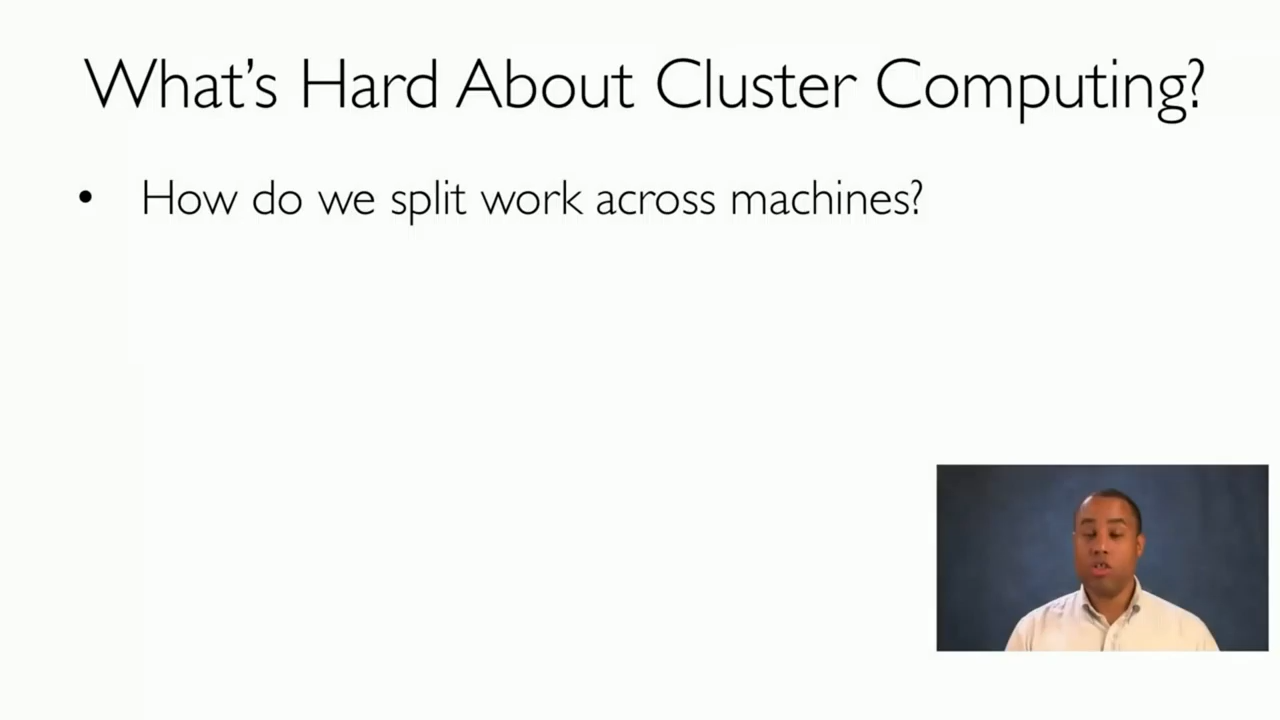 What's Hard About Cluster Computing?
• How do we split work across machines?